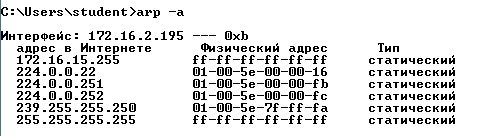 C:\Users\student>arp -a
Интерфейс: 172.16.2.195 --- 0xb
адрес в Интернете Физический адрес Тип
172.16.15.255 ff-ff-ff-ff-ff-ff статический
224.0.0.22 01-00-5e-00-00-16 статический
224.0.0.251 01-00-5e-00-00-fb статический
224.0.0.252 01-00-5e-00-00-fc статический
239.255.255.250 01-00-5e-7f-ff-fa статический
255.255.255.255 ff-ff-ff-ff-ff-ff статический